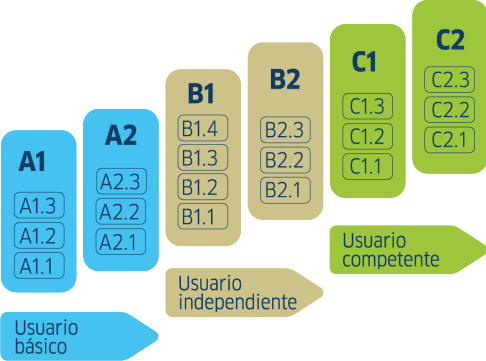 A1
A1.3
A1.2
A1.1
A2
A2.3
A2.2
A2.1
B1
B1.4
B1.3
B1.2
B1.1
B2
B2.3
B2.2
B2.1
C1
C1.3
C1.2
C1.1
C2
C2.3
C2.2
C2.1
Usuario
básico
Usuario
independiente
Usuario
competente